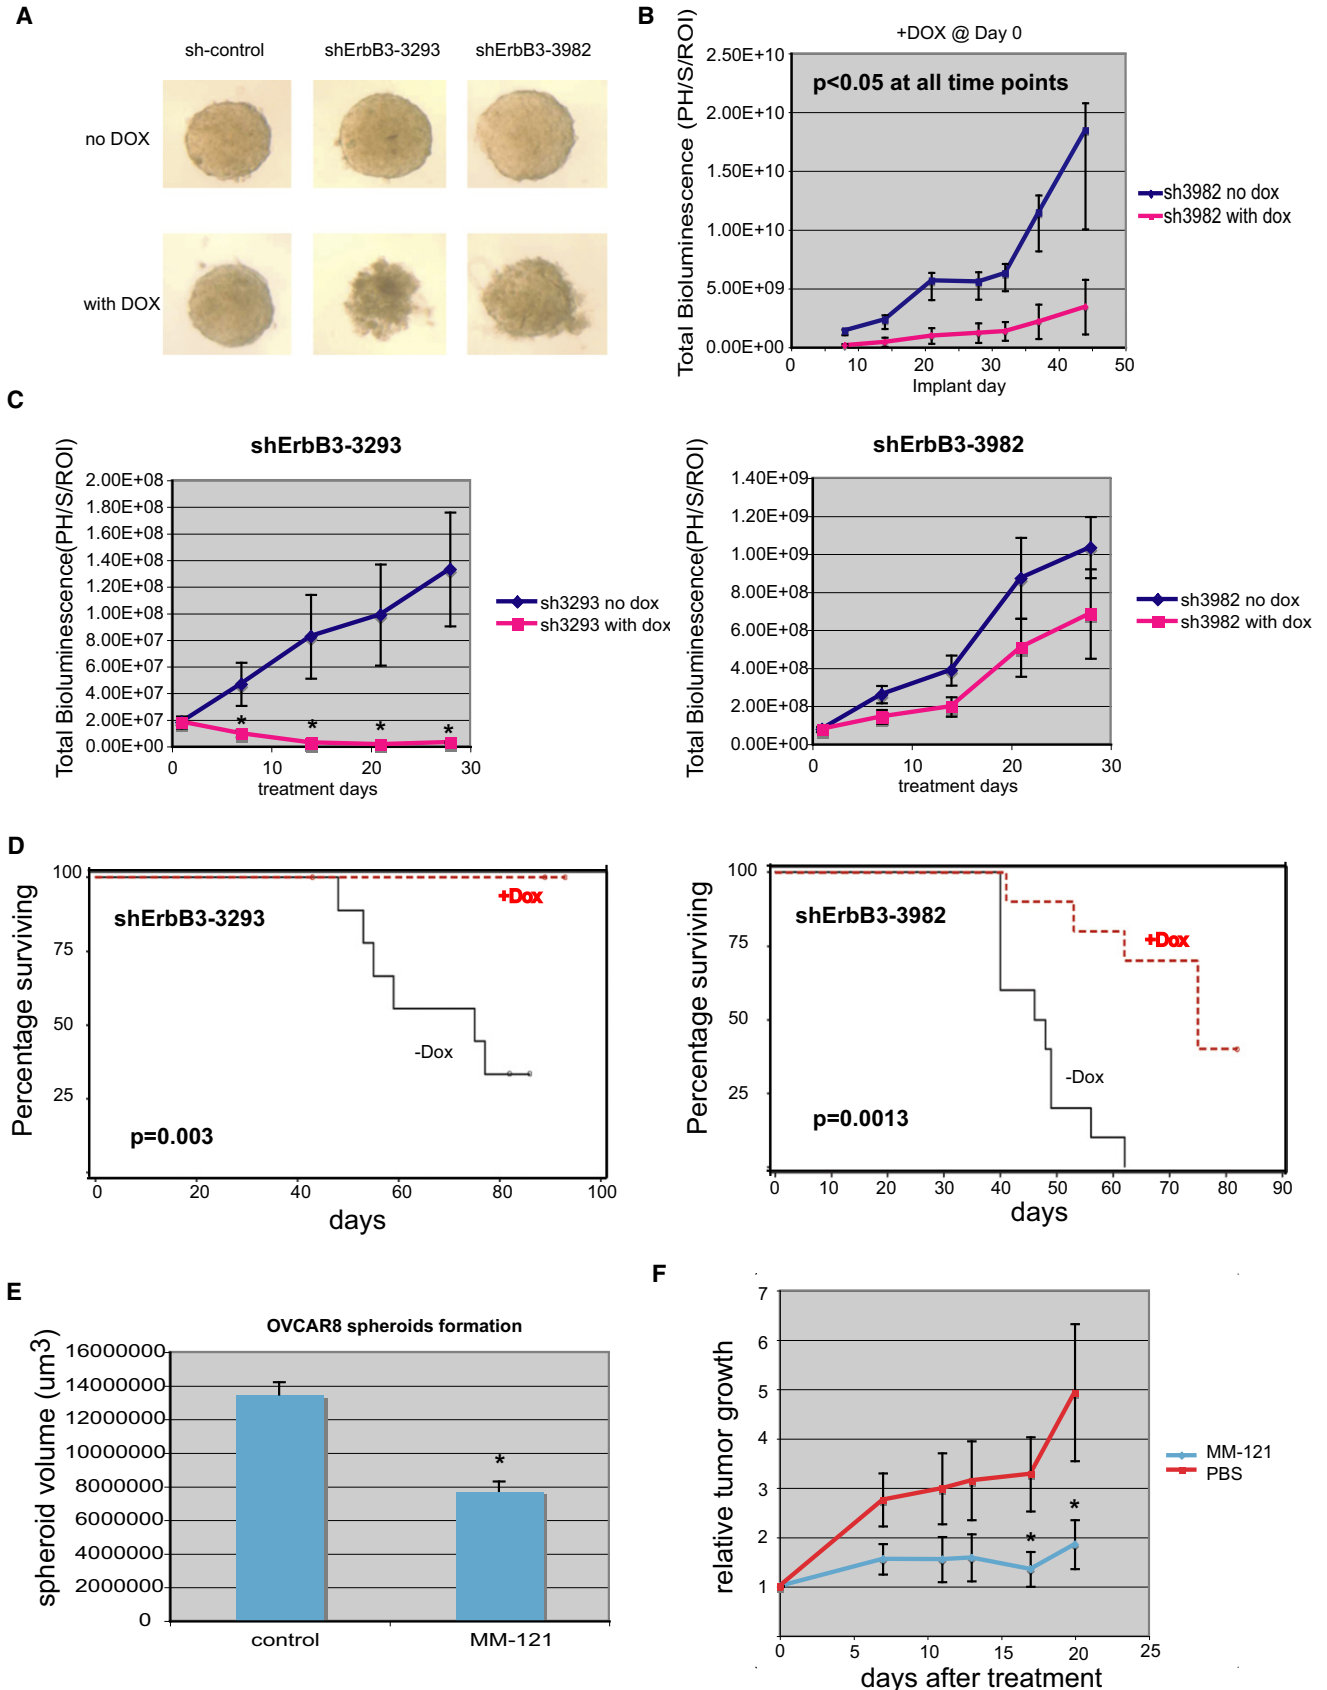 A
sh-control
shErbB3-3293
shErbB3-3982
no DOX
with DOX
B
+DOX @ Day 0
p<0.05 at all time points
Total Bioluminescence (PH/S/ROI)
2.50E+10
2.00E+10
1.50E+10
1.00E+10
5.00E+09
0.00E+00
0 10 20 30 40 50
Implant day
sh3982 no dox
sh3982 with dox
C
shErbB3-3293
Total Bioluminescence(PH/S/ROI)
2.00E+08
1.80E+08
1.60E+08
1.40E+08
1.20E+08
1.00E+08
8.00E+07
6.00E+07
4.00E+07
2.00E+07
0.00E+00
* * * *
0 10 20 30
treatment days
sh3293 no dox
sh3293 with dox
shErbB3-3982
Total Bioluminescence(PH/S/ROI)
1.40E+09
1.20E+09
1.00E+09
8.00E+08
6.00E+08
4.00E+08
2.00E+08
0.00E+00
0 10 20 30
treatment days
sh3982 no dox
sh3982 with dox
D
Percentage surviving
100
75
50
25
shErbB3-3293
+Dox
-Dox
p=0.003
0 20 40 60 80 100
days
Percentage surviving
100
75
50
25
shErbB3-3982
+Dox
-Dox
p=0.0013
0 10 20 30 40 50 60 70 80 90
days
E
OVCAR8 spheroids formation
spheroid volume (um3)
16000000
14000000
12000000
10000000
8000000
6000000
4000000
2000000
0
*
control
MM-121
F
relative tumor growth
7
6
5
4
3
2
1
* *
0 5 10 15 20 25
days after treatment
MM-121
PBS